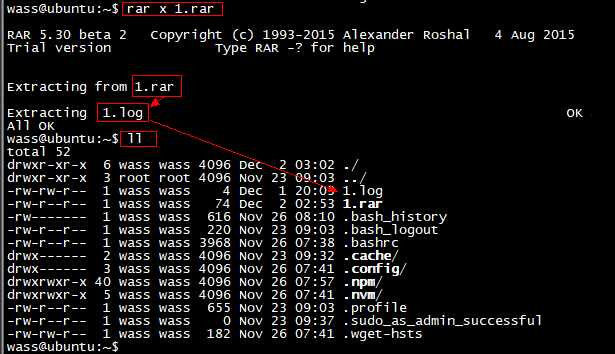 wass@ubuntu:~$ rar x 1.rar
RAR 5.30 beta 2 Copyright (c) 1993-2015 Alexander Roshal 4 Aug 2015
Trial version Type RAR -? for help
Extracting from 1.rar
Extracting 1.log OK
All OK
wass@ubuntu:~$ ll
total 52
drwxr-xr-x 6 wass wass 4096 Dec 2 03:02 ./
drwxr-xr-x 3 root root 4096 Nov 23 09:03 ../
-rw-rw-r-- 1 wass wass 4 Dec 1 20:05 1.log
-rw-r--r-- 1 wass wass 74 Dec 2 02:53 1.rar
-rw------- 1 wass wass 616 Nov 26 08:10 .bash_history
-rw-r--r-- 1 wass wass 220 Nov 23 09:03 .bash_logout
-rw-r--r-- 1 wass wass 3968 Nov 26 07:38 .bashrc
drwx------ 2 wass wass 4096 Nov 23 09:32 .cache/
drwx------ 3 wass wass 4096 Nov 26 07:41 .config/
drwxrwxr-x 40 wass wass 4096 Nov 26 07:57 .npm/
drwxrwxr-x 5 wass wass 4096 Nov 26 07:41 .nvm/
-rw-r--r-- 1 wass wass 655 Nov 23 09:03 .profile
-rw-r--r-- 1 wass wass 0 Nov 23 09:37 .sudo_as_admin_successful
-rw-rw-r-- 1 wass wass 182 Nov 26 07:41 .wget-hsts
wass@ubuntu:~$